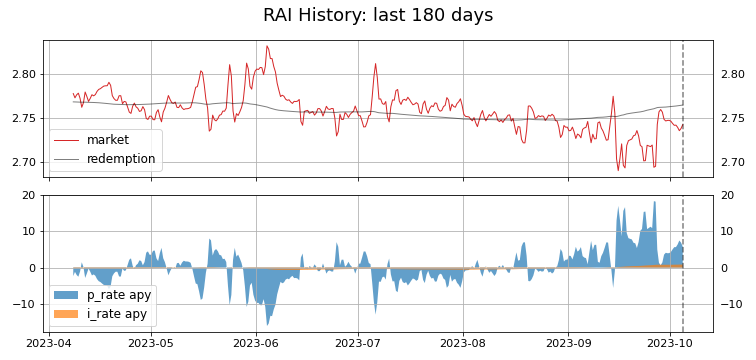 RAI History: last 180 days
2.80 2.80
2.75 2.75
2.70 2.70
market
redemption
20 20
10 10
0 0
−10 −10
p_rate apy
i_rate apy
2023-04 2023-05 2023-06 2023-07 2023-08 2023-09 2023-10